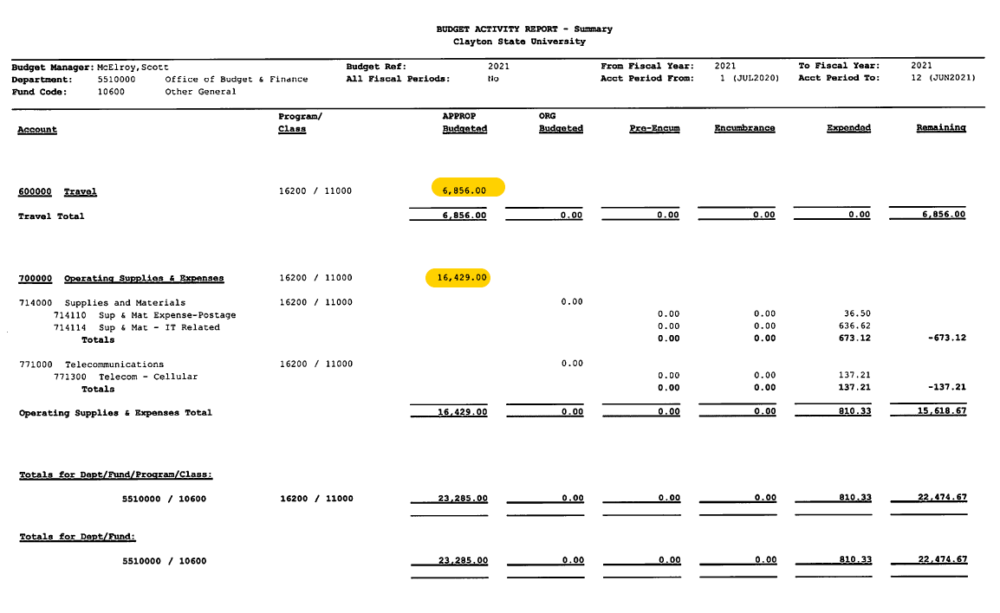 BUDGET ACTIVITY REPORT - Summary
Clayton State University
Budget Manager: McElroy,Scott Budget Ref: 2021 From Fiscal Year: 2021 To Fiscal Year: 2021
Department: 5510000 Office of Budget & Finance All Fiscal Periods: No Acct Period From: 1 (JUL2020) Acct Period To: 12 (JUN2021)
Fund Code: 10600 Other General
Program/ APPROP ORG
Account Class Budgeted Budgeted Pre-Encum Encumbrance Expended Remaining
600000 Travel 16200 / 11000 6,856.00
Travel Total 6,856.00 0.00 0.00 0.00 0.00 6,856.00
700000 Operating Supplies & Expenses 16200 / 11000 16,429.00
714000 Supplies and Materials 16200 / 11000 0.00
714110 Sup & Mat Expense-Postage 0.00 0.00 36.50
714114 Sup & Mat - IT Related 0.00 0.00 636.62
Totals 0.00 0.00 673.12 -673.12
771000 Telecommunications 16200 / 11000 0.00
771300 Telecom - Cellular 0.00 0.00 137.21
Totals 0.00 0.00 137.21 -137.21
Operating Supplies & Expenses Total 16,429.00 0.00 0.00 0.00 810.33 15,618.67
Totals for Dept/Fund/Program/Class:
5510000 / 10600 16200 / 11000 23,285.00 0.00 0.00 0.00 810.33 22,474.67
Totals for Dept/Fund:
5510000 / 10600 23,285.00 0.00 0.00 0.00 810.33 22,474.67